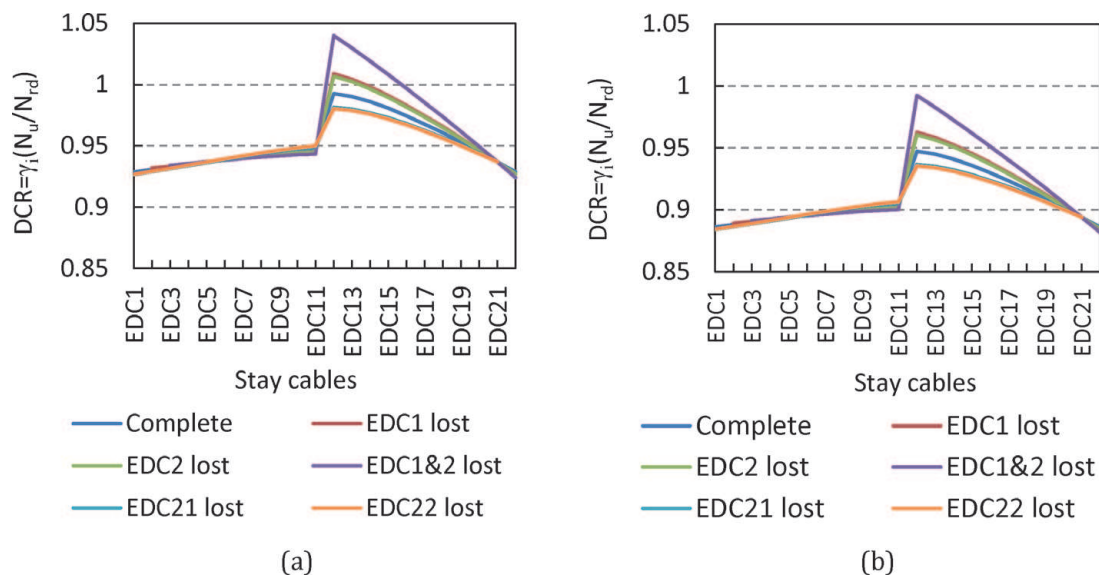 DCR=γi(Nu/Nrd)
1.05
1
0.95
0.9
0.85
EDC1
EDC3
EDC5
EDC7
EDC9
EDC11
EDC13
EDC15
EDC17
EDC19
EDC21
Stay cables
Complete
EDC1 lost
EDC2 lost
EDC1&2 lost
EDC21 lost
EDC22 lost
(a)
DCR=γi(Nu/Nrd)
1.05
1
0.95
0.9
0.85
EDC1
EDC3
EDC5
EDC7
EDC9
EDC11
EDC13
EDC15
EDC17
EDC19
EDC21
Stay cables
Complete
EDC1 lost
EDC2 lost
EDC1&2 lost
EDC21 lost
EDC22 lost
(b)